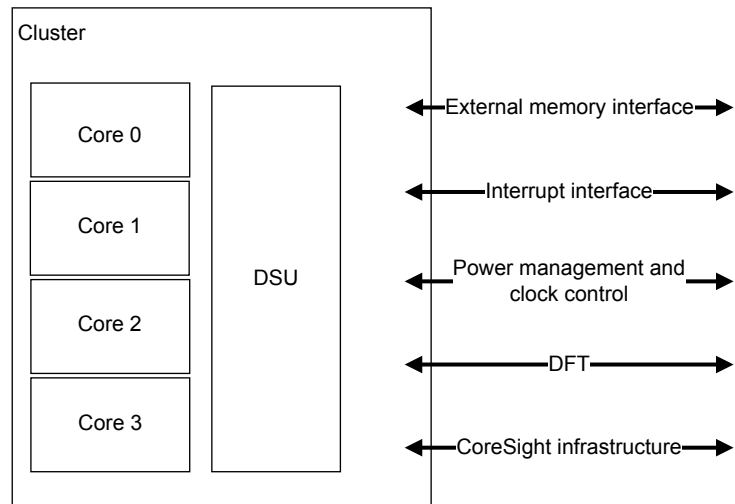 Cluster
Core 0
Core 1
Core 2
Core 3
DSU
External memory interface
Interrupt interface
Power management and
clock control
DFT
CoreSight infrastructure